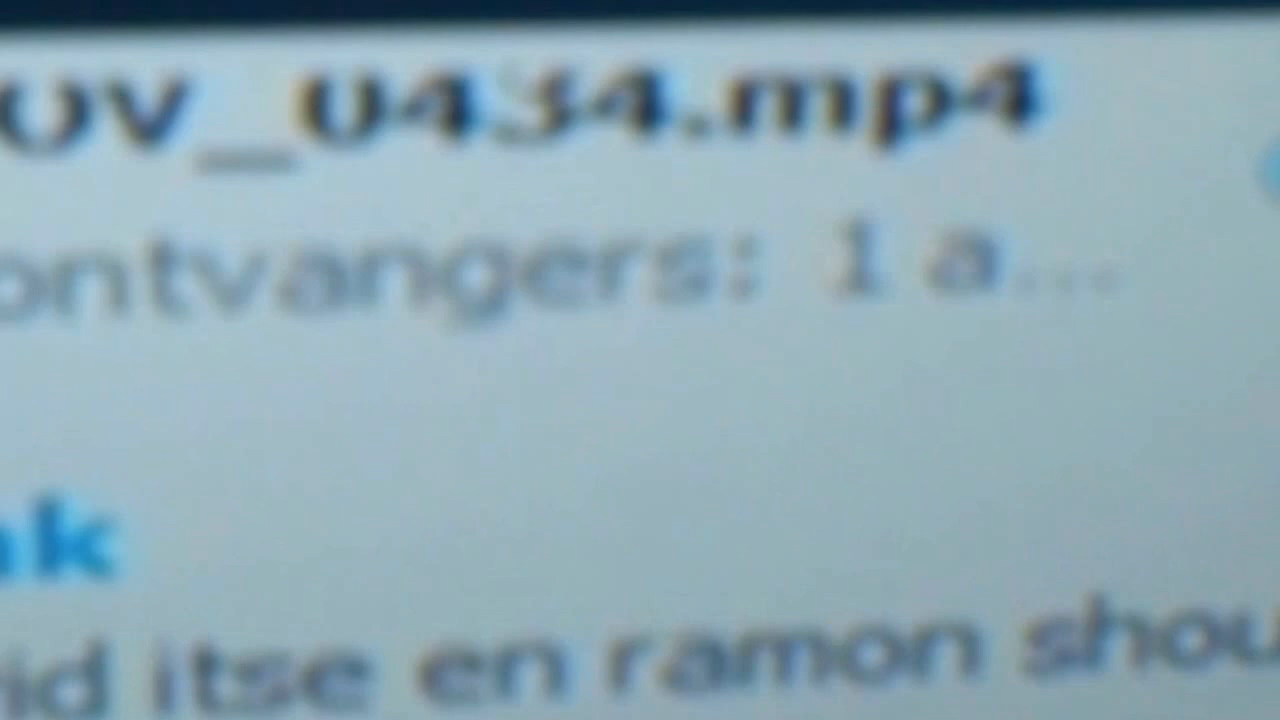 OV_0434.mp4
ontvangers: 1 a...
ak
id itse en ramon shou